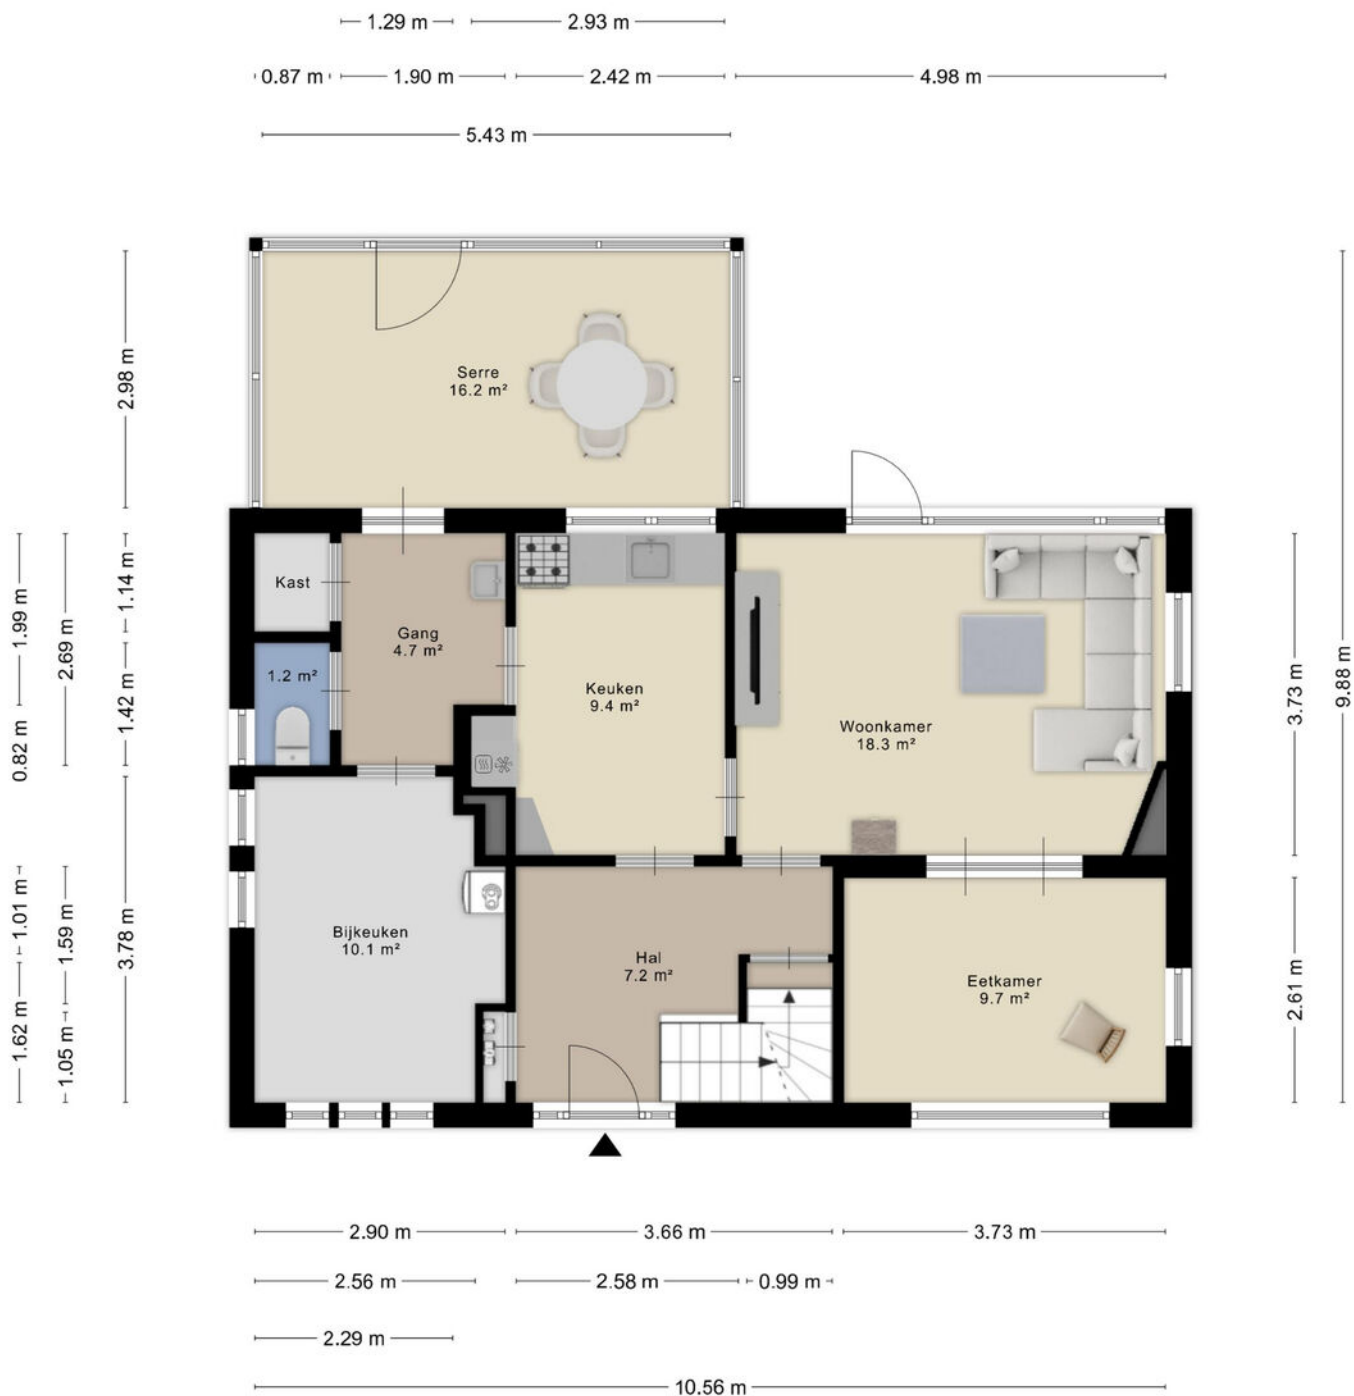 1.29 m
2.93 m
0.87 m
1.90 m
2.42 m
4.98 m
5.43 m
2.98 m
9.88 m
Serre
16.2 m²
1.99 m
0.82 m
2.69 m
1.14 m
1.42 m
3.73 m
Kast
Gang
4.7 m²
1.2 m²
Keuken
9.4 m²
Woonkamer
18.3 m²
1.01 m
1.62 m
1.59 m
1.05 m
3.78 m
2.61 m
Bijkeuken
10.1 m²
Hal
7.2 m²
Eetkamer
9.7 m²
2.90 m
3.66 m
3.73 m
2.56 m
2.58 m
0.99 m
2.29 m
10.56 m